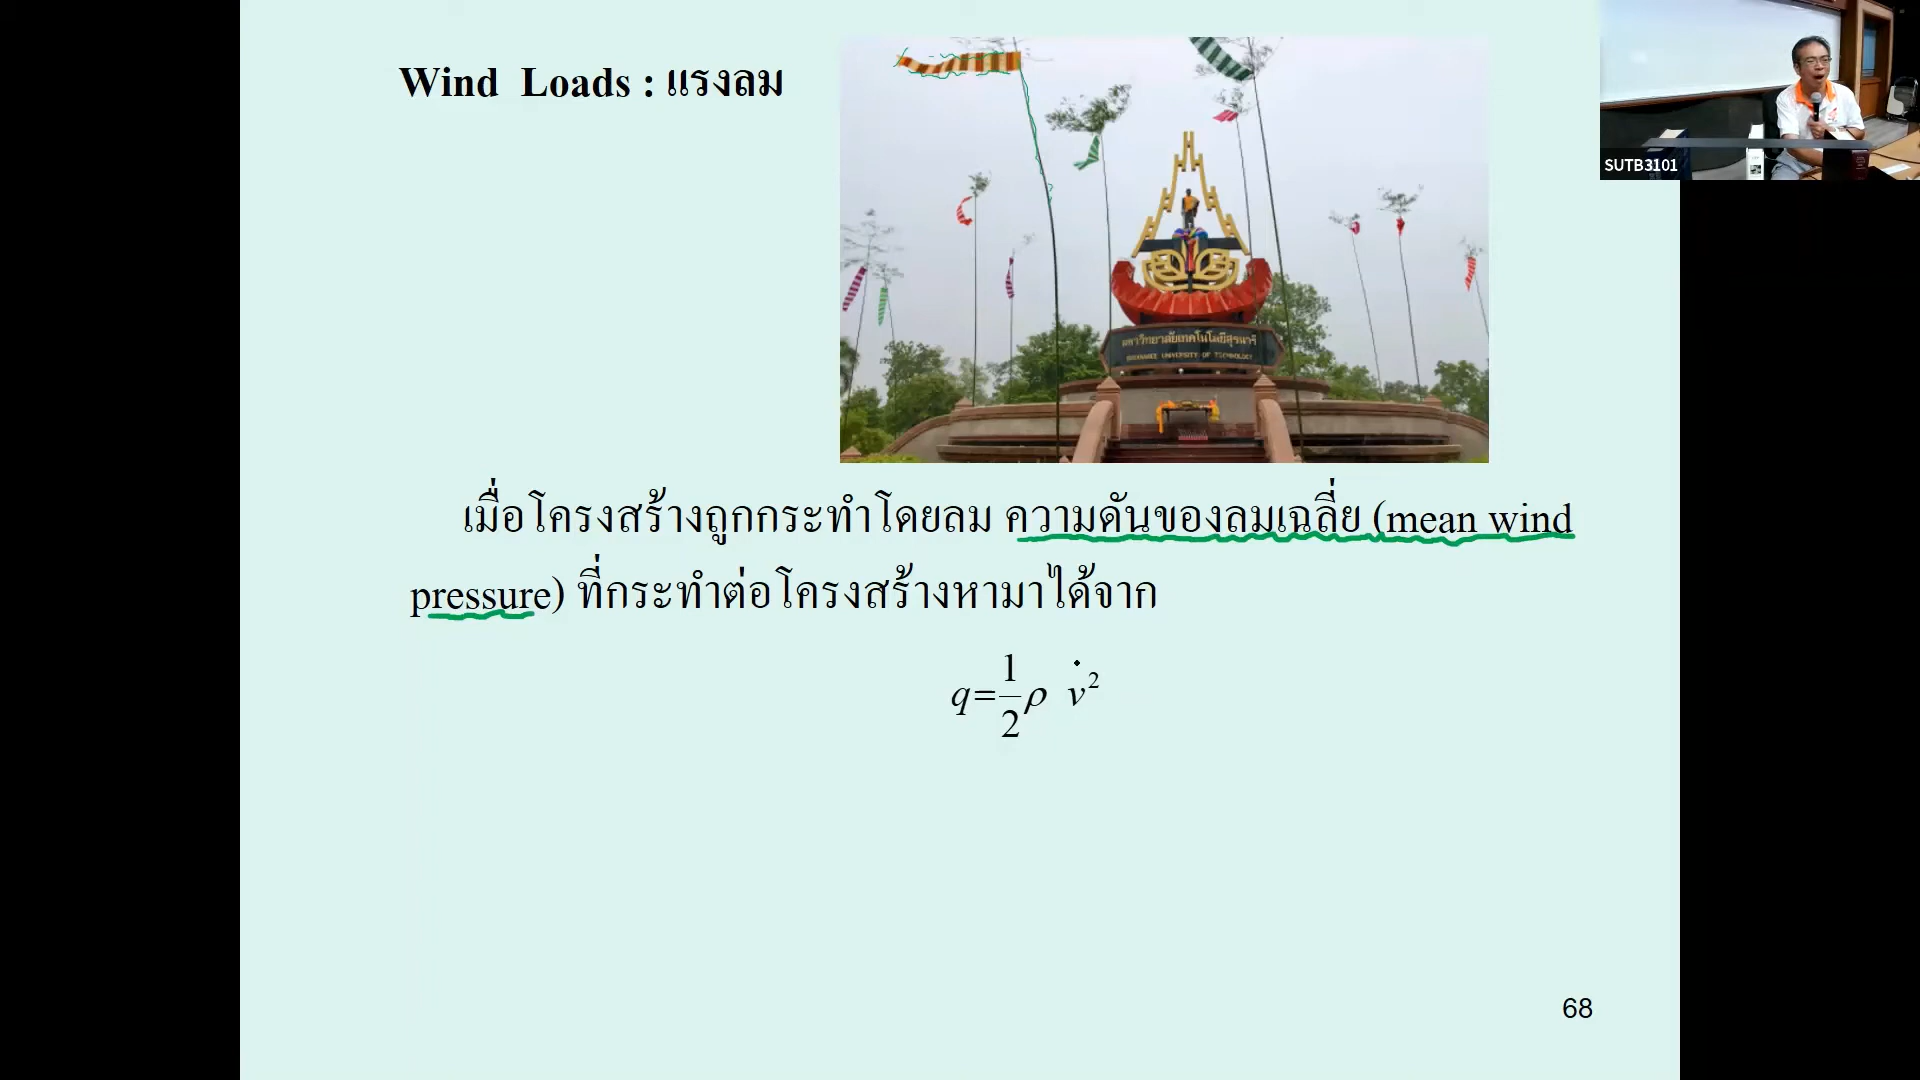 Wind Loads : แรงลม
SUTB3101
มหาวิทยาลัยเทคโนโลยีสุรนารี
SURANAREE UNIVERSITY OF TECHNOLOGY
เมื่อโครงสร้างถูกกระทำโดยลม ความดันของลมเฉลี่ย (mean wind
pressure) ที่กระทำต่อโครงสร้างหามาได้จาก
q=1/2 ρ v²
68